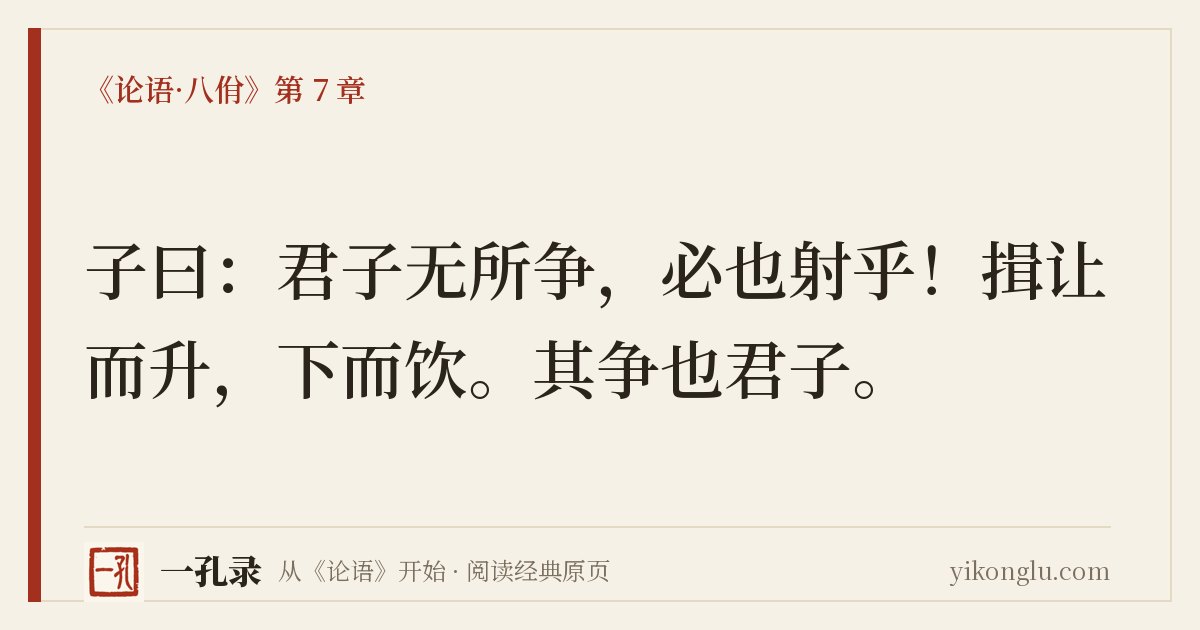 《论语·八佾》第 7 章
子曰：君子无所争，必也射乎！揖让
而升，下而饮。其争也君子。
一孔
一孔录 从《论语》开始 · 阅读经典原页
yikonglu.com